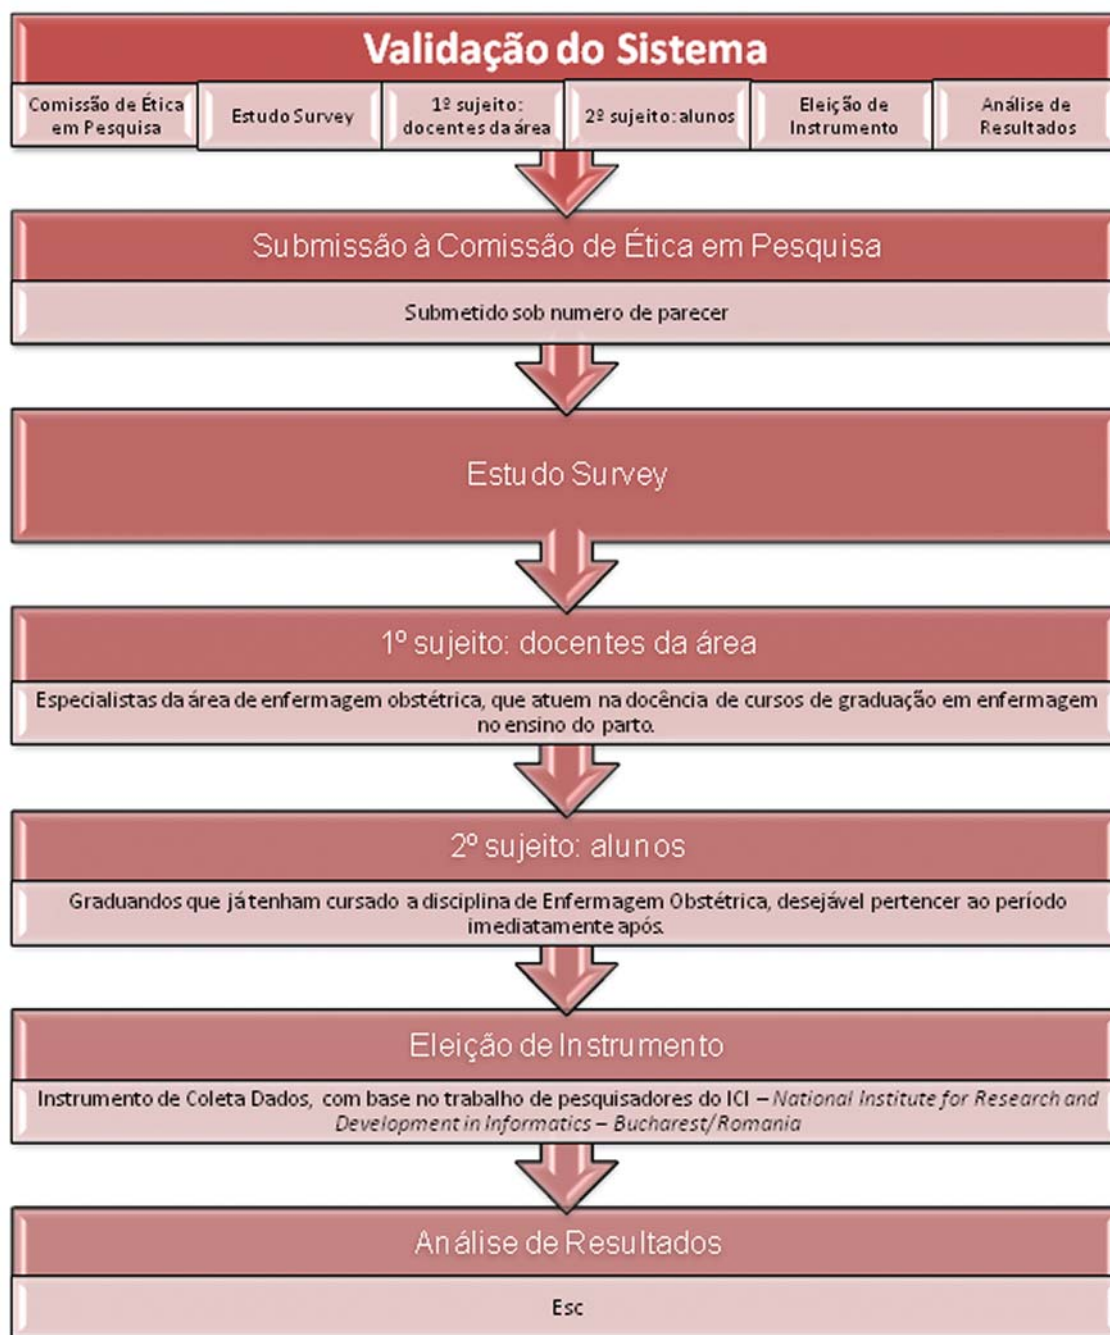 Validação do Sistema
Comissão de Ética
em Pesquisa
Estudo Survey
1º sujeito:
docentes da área
2º sujeito: alunos
Eleição de
Instrumento
Análise de
Resultados
Submissão à Comissão de Ética em Pesquisa
Submetido sob numero de parecer
Estudo Survey
1º sujeito: docentes da área
Especialistas da área de enfermagem obstétrica, que atuem na docência de cursos de graduação em enfermagem
no ensino do parto.
2º sujeito: alunos
Graduandos que já tenham cursado a disciplina de Enfermagem Obstétrica, desejável pertencer ao período
imediatamente após.
Eleição de Instrumento
Instrumento de Coleta Dados, com base no trabalho de pesquisadores do ICI – National Institute for Research and
Development in Informatics – Bucharest/Romania
Análise de Resultados
Esc